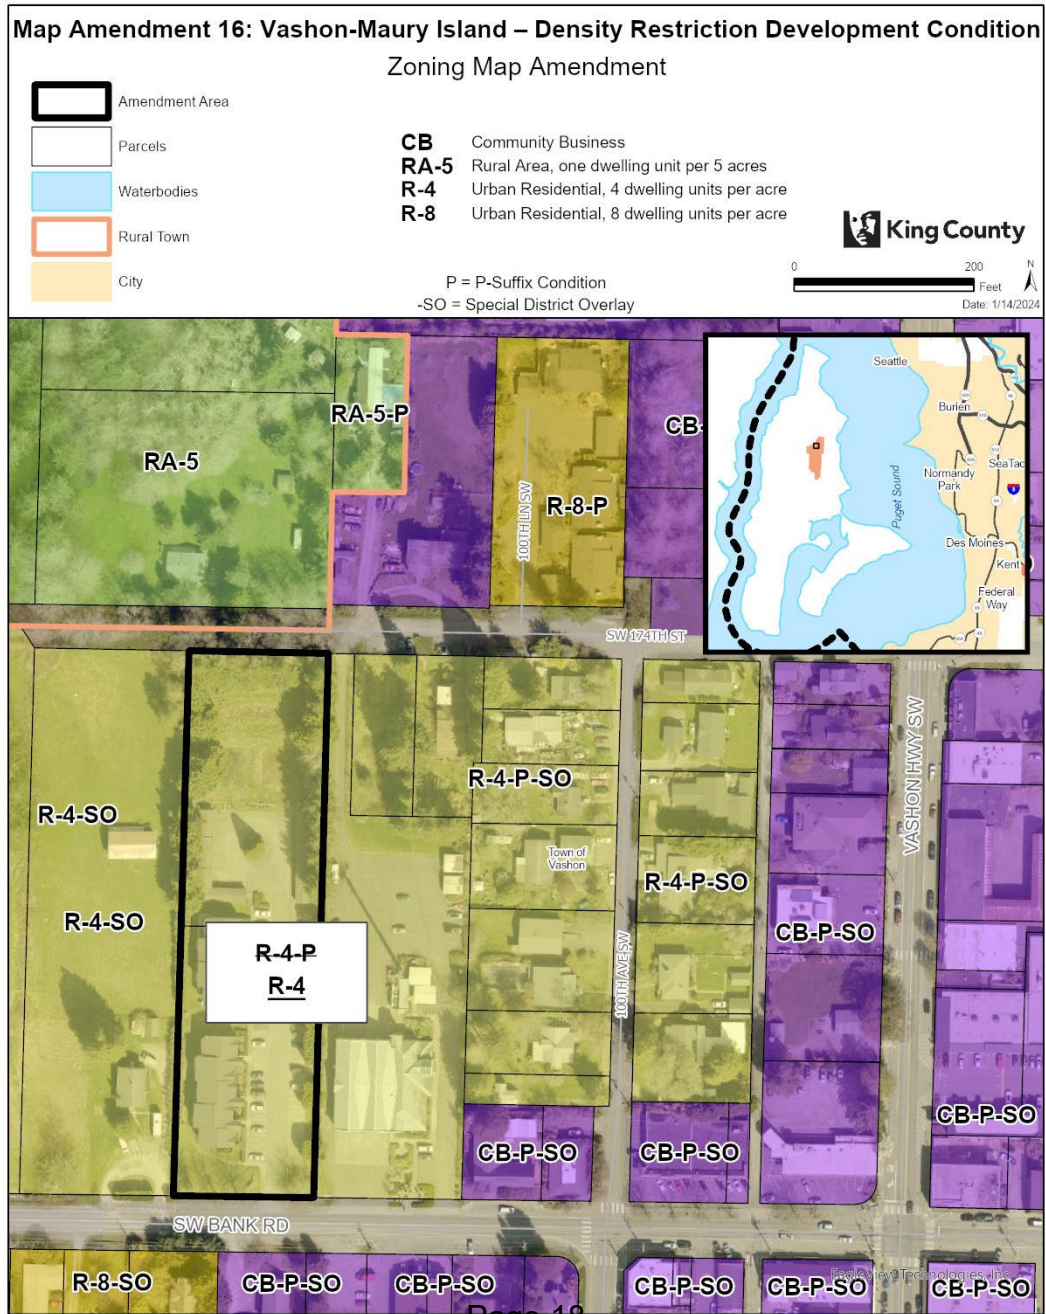 Map Amendment 16: Vashon-Maury Island – Density Restriction Development Condition
Zoning Map Amendment
Amendment Area
Parcels
Waterbodies
Rural Town
City
CB Community Business
RA-5 Rural Area, one dwelling unit per 5 acres
R-4 Urban Residential, 4 dwelling units per acre
R-8 Urban Residential, 8 dwelling units per acre
P = P-Suffix Condition
-SO = Special District Overlay
King County
0 200
Feet
N
Date: 1/14/2024
RA-5-P
RA-5
R-8-P
CB-
100TH LN SW
SW 174TH ST
Seattle
Burien
SeaTac
Normandy
Park
Puget Sound
Des Moines
Kent
Federal
Way
5
R-4-SO
R-4-SO
R-4-P
R-4
R-4-P-SO
Town of
Vashon
R-4-P-SO
100TH AVE SW
CB-P-SO
VASHON HWY SW
CB-P-SO
CB-P-SO
CB-P-SO
SW BANK RD
R-8-SO
CB-P-SO
CB-P-SO
CB-P-SO
CB-P-SO
CB-P-SO
EagleView Technologies, Inc.
Page 18